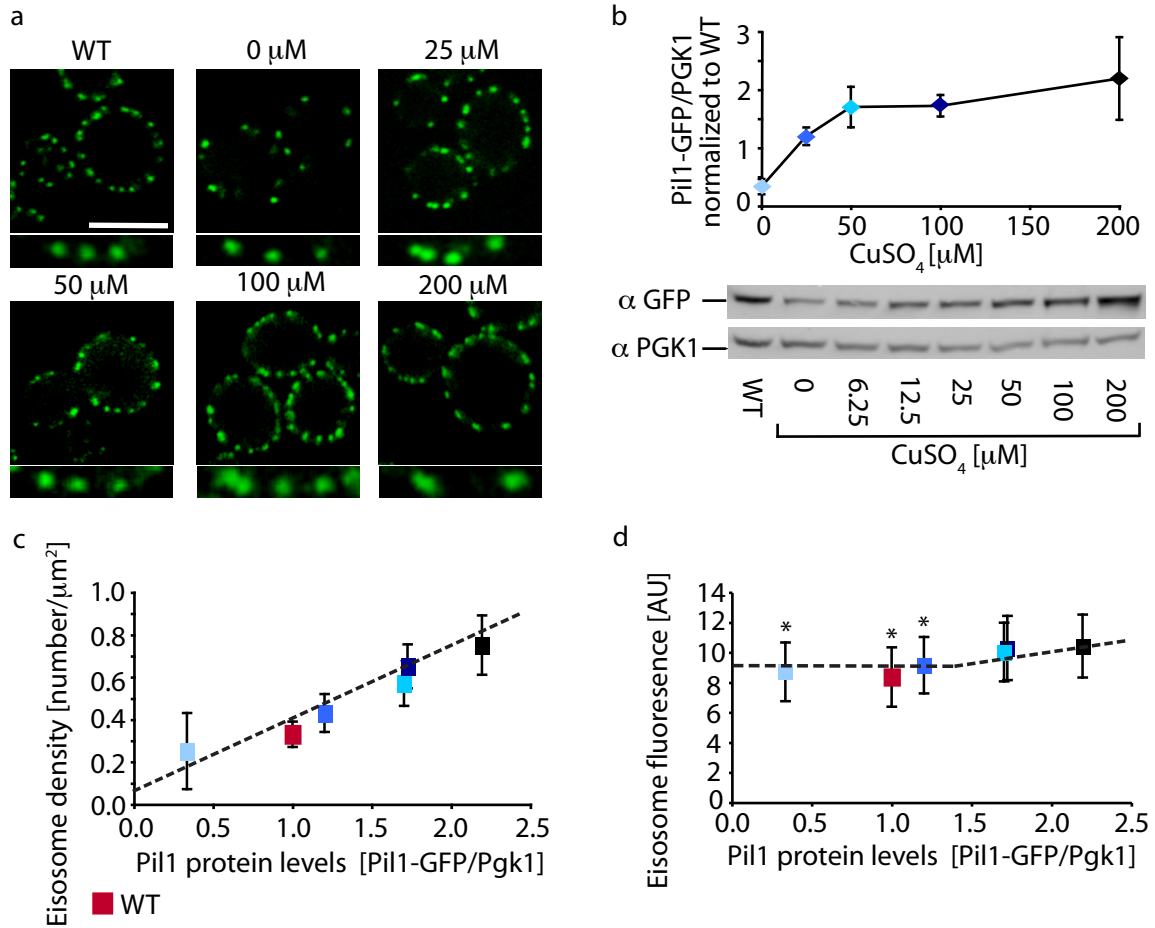 a
WT
0 μM
25 μM
50 μM
100 μM
200 μM
b
Pil1-GFP/PGK1
normalized to WT
3
2
1
0
0
50
100
150
200
CuSO4 [μM]
α GFP
α PGK1
WT
0
6.25
12.5
25
50
100
200
CuSO4 [μM]
c
Eisosome density [number/μm²]
1.0
0.8
0.6
0.4
0.2
0.0
0.0
0.5
1.0
1.5
2.0
2.5
Pil1 protein levels [Pil1-GFP/Pgk1]
WT
d
Eisosome fluoresence [AU]
14
12
10
8
6
4
2
0
* * *
0.0
0.5
1.0
1.5
2.0
2.5
Pil1 protein levels [Pil1-GFP/Pgk1]